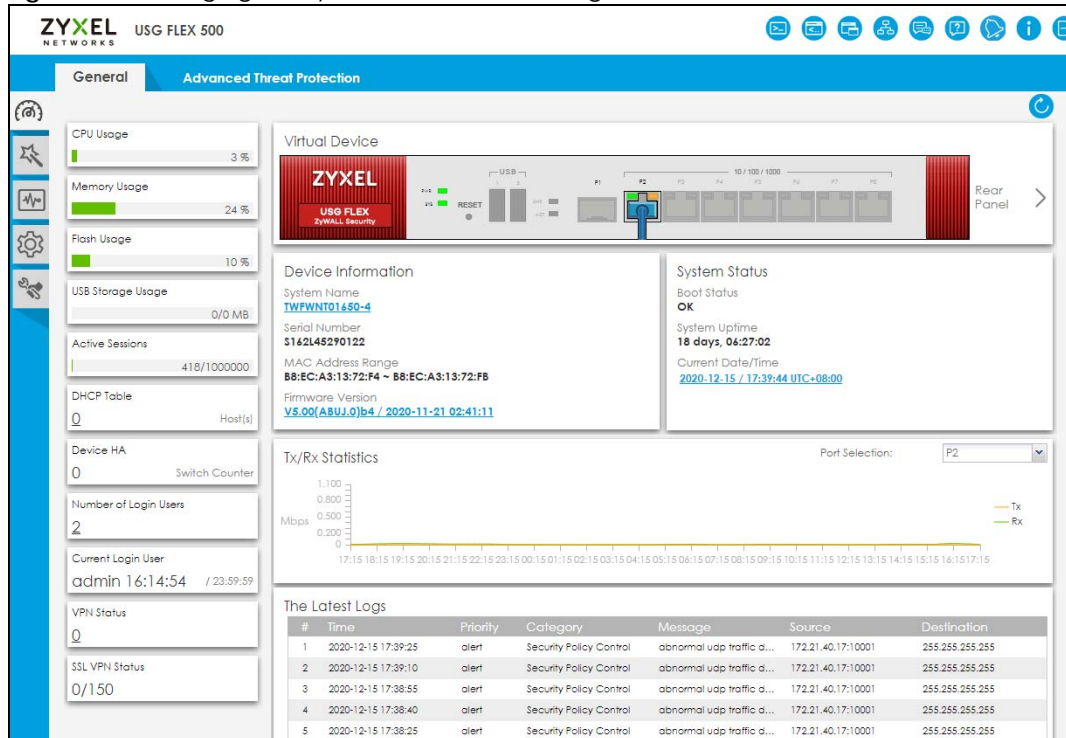 ZYXEL
NETWORKS
USG FLEX 500
General
Advanced Threat Protection
CPU Usage
3 %
Memory Usage
24 %
Flash Usage
10 %
USB Storage Usage
0/0 MB
Active Sessions
418/1000000
DHCP Table
0 Host(s)
Device HA
0 Switch Counter
Number of Login Users
2
Current Login User
admin 16:14:54 / 23:59:59
VPN Status
0
SSL VPN Status
0/150
Virtual Device
ZYXEL
USG FLEX
ZyWALL Security
RESET
USB
1 2
10 / 100 / 1000
P1 P2 P3 P4 P5 P6 P7 P8
Rear
Panel
Device Information
System Name
TWFWNT01650-4
Serial Number
S162L45290122
MAC Address Range
B8:EC:A3:13:72:F4 ~ B8:EC:A3:13:72:FB
Firmware Version
V5.00(ABUJ.0)b4 / 2020-11-21 02:41:11
System Status
Boot Status
OK
System Uptime
18 days, 06:27:02
Current Date/Time
2020-12-15 / 17:39:44 UTC+08:00
Tx/Rx Statistics
Port Selection: P2
1.100
0.800
Mbps 0.500
0.200
0
Tx
Rx
17:15 18:15 19:15 20:15 21:15 22:15 23:15 00:15 01:15 02:15 03:15 04:15 05:15 06:15 07:15 08:15 09:15 10:15 11:15 12:15 13:15 14:15 15:15 16:15 17:15
The Latest Logs
# Time Priority Category Message Source Destination
1 2020-12-15 17:39:25 alert Security Policy Control abnormal udp traffic d... 172.21.40.17:10001 255.255.255.255
2 2020-12-15 17:39:10 alert Security Policy Control abnormal udp traffic d... 172.21.40.17:10001 255.255.255.255
3 2020-12-15 17:38:55 alert Security Policy Control abnormal udp traffic d... 172.21.40.17:10001 255.255.255.255
4 2020-12-15 17:38:40 alert Security Policy Control abnormal udp traffic d... 172.21.40.17:10001 255.255.255.255
5 2020-12-15 17:38:25 alert Security Policy Control abnormal udp traffic d... 172.21.40.17:10001 255.255.255.255